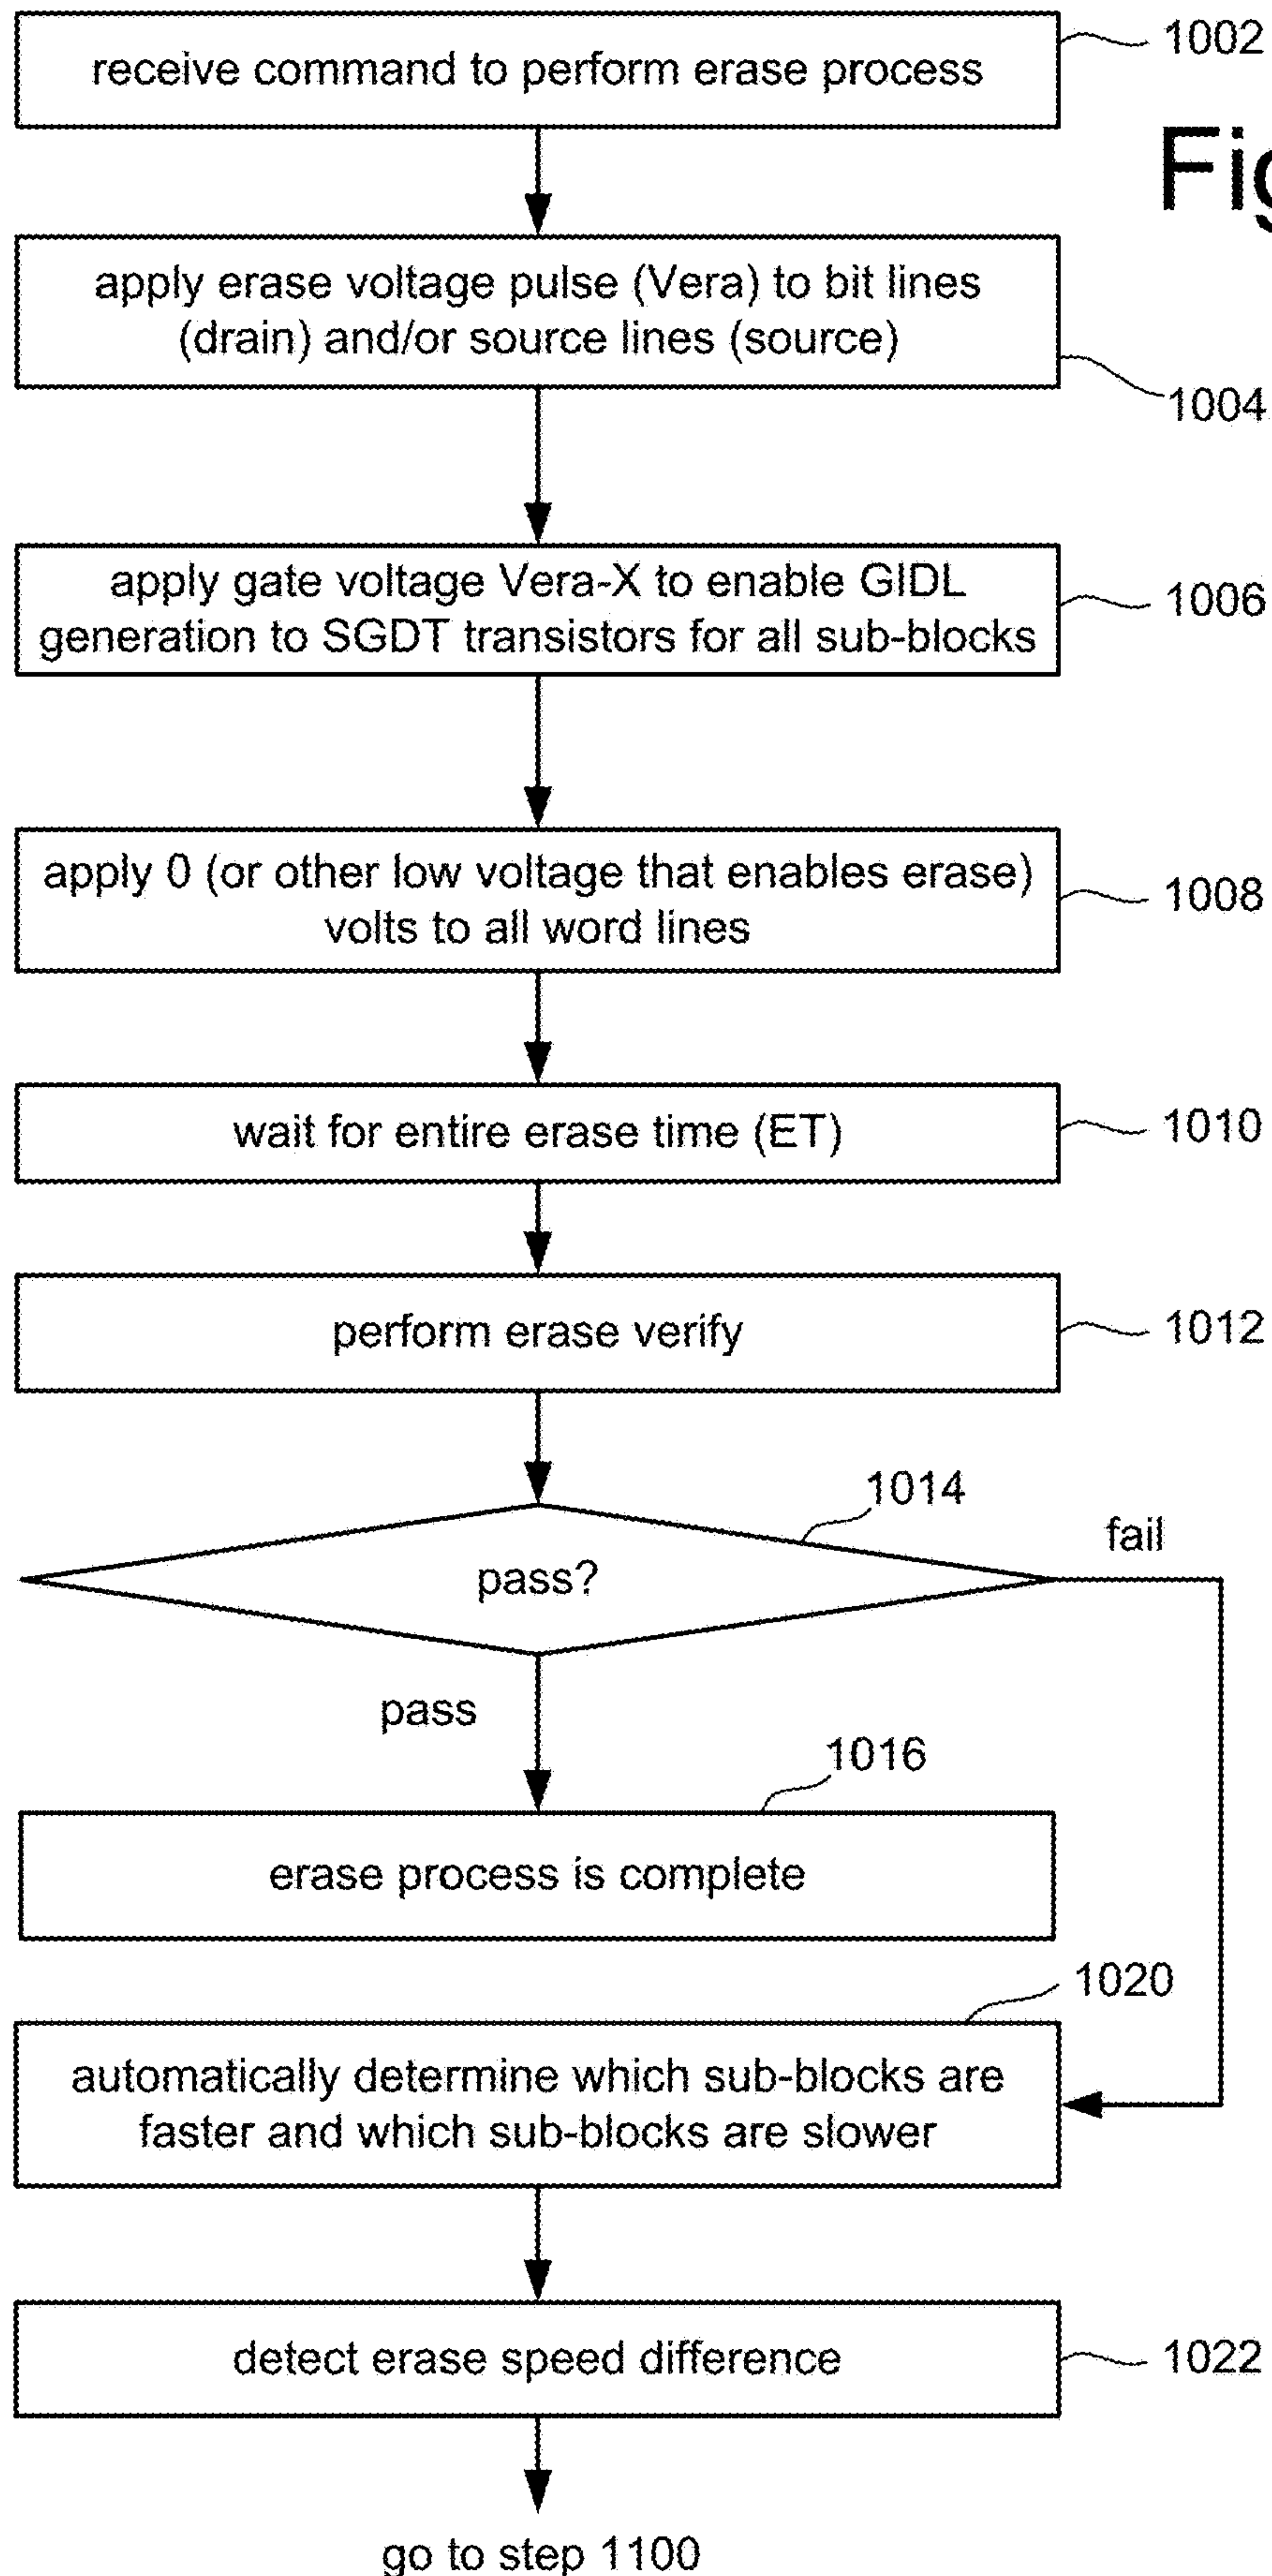 receive command to perform erase process
1002
Fig
apply erase voltage pulse (Vera) to bit lines
(drain) and/or source lines (source)
1004
apply gate voltage Vera-X to enable GIDL
generation to SGDT transistors for all sub-blocks
1006
apply 0 (or other low voltage that enables erase)
volts to all word lines
1008
wait for entire erase time (ET)
1010
perform erase verify
1012
1014
pass?
fail
pass
1016
erase process is complete
1020
automatically determine which sub-blocks are
faster and which sub-blocks are slower
detect erase speed difference
1022
go to step 1100